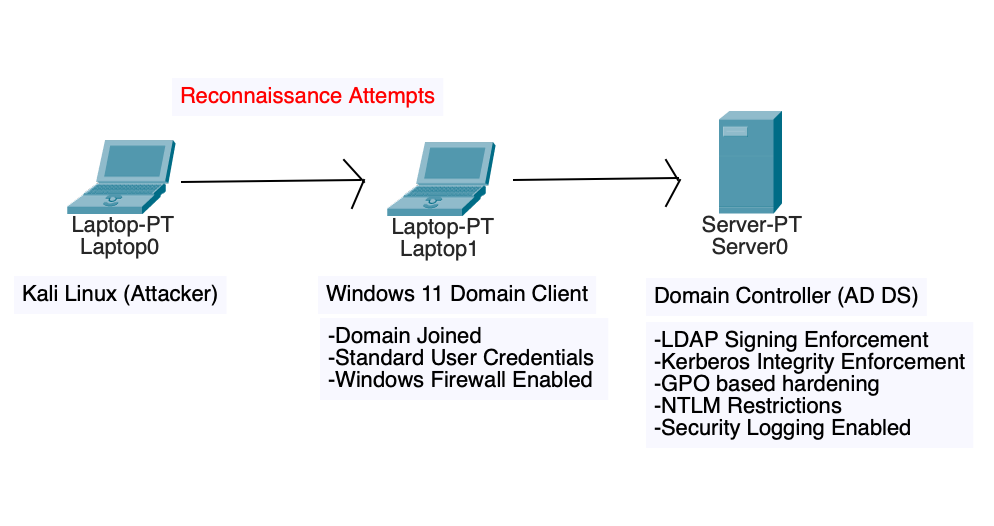 Reconnaissance Attempts
Laptop-PT
Laptop0
Laptop-PT
Laptop1
Server-PT
Server0
Kali Linux (Attacker)
Windows 11 Domain Client
-Domain Joined
-Standard User Credentials
-Windows Firewall Enabled
Domain Controller (AD DS)
-LDAP Signing Enforcement
-Kerberos Integrity Enforcement
-GPO based hardening
-NTLM Restrictions
-Security Logging Enabled